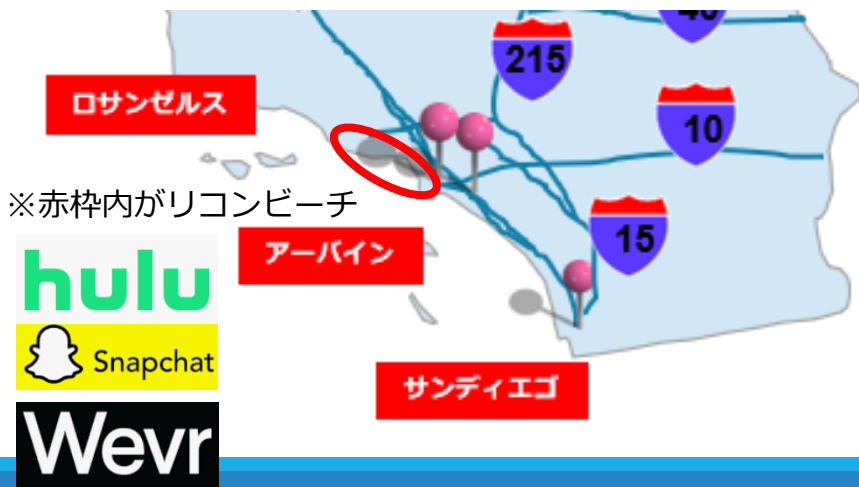 215
10
ロサンゼルス
※赤枠内がリコンビーチ
アーバイン
15
hulu
Snapchat
サンディエゴ
Wevr